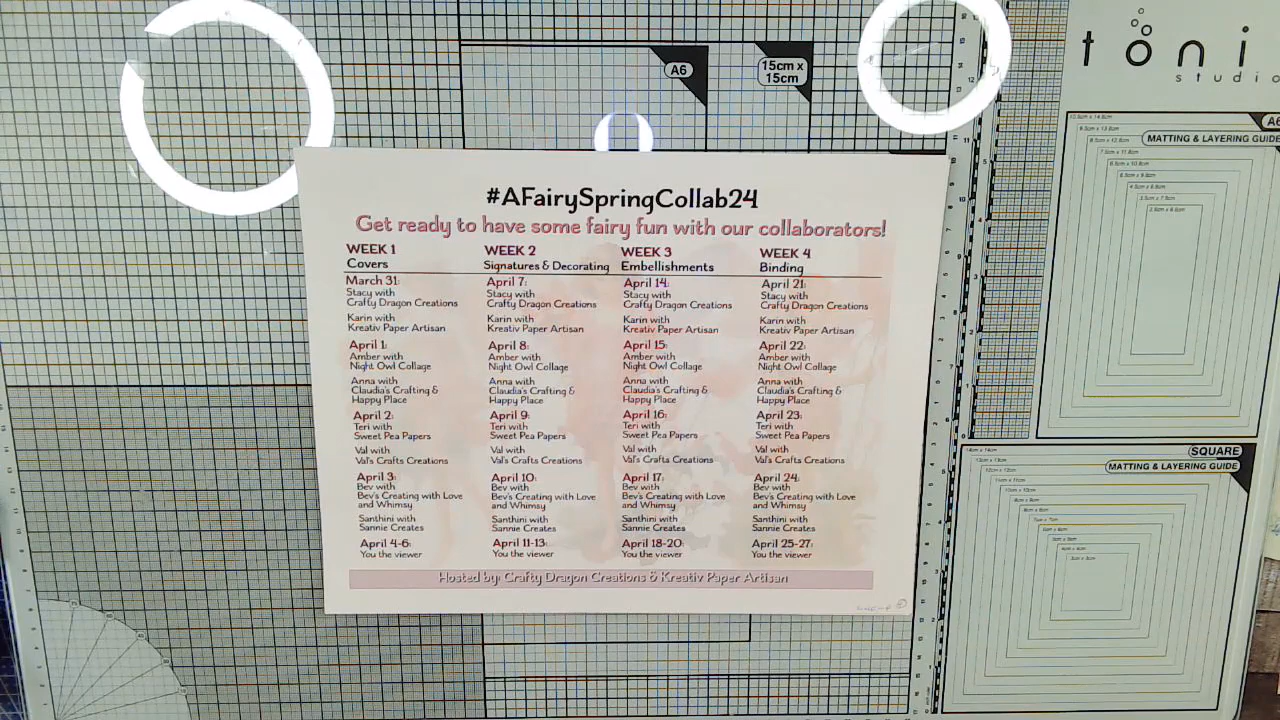 A6
15cm x
15cm
töni
studio
#AFairySpringCollab24
Get ready to have some fairy fun with our collaborators!
WEEK 1
Covers
March 31:
Stacy with
Crafty Dragon Creations
Karin with
Kreativ Paper Artisan
April 1:
Amber with
Night Owl Collage
Anna with
Claudia's Crafting &
Happy Place
April 2:
Teri with
Sweet Pea Papers
Val with
Val's Crafts Creations
April 3:
Bev with
Bev's Creating with Love
and Whimsy
Santhini with
Sannie Creates
April 4-6:
You the viewer
WEEK 2
Signatures & Decorating
April 7:
Stacy with
Crafty Dragon Creations
Karin with
Kreativ Paper Artisan
April 8:
Amber with
Night Owl Collage
Anna with
Claudia's Crafting &
Happy Place
April 9:
Teri with
Sweet Pea Papers
Val with
Val's Crafts Creations
April 10:
Bev with
Bev's Creating with Love
and Whimsy
Santhini with
Sannie Creates
April 11-13:
You the viewer
WEEK 3
Embellishments
April 14:
Stacy with
Crafty Dragon Creations
Karin with
Kreativ Paper Artisan
April 15:
Amber with
Night Owl Collage
Anna with
Claudia's Crafting &
Happy Place
April 16:
Teri with
Sweet Pea Papers
Val with
Val's Crafts Creations
April 17:
Bev with
Bev's Creating with Love
and Whimsy
Santhini with
Sannie Creates
April 18-20:
You the viewer
WEEK 4
Binding
April 21:
Stacy with
Crafty Dragon Creations
Karin with
Kreativ Paper Artisan
April 22:
Amber with
Night Owl Collage
Anna with
Claudia's Crafting &
Happy Place
April 23:
Teri with
Sweet Pea Papers
Val with
Val's Crafts Creations
April 24:
Bev with
Bev's Creating with Love
and Whimsy
Santhini with
Sannie Creates
April 25-27:
You the viewer
Hosted by: Crafty Dragon Creations & Kreativ Paper Artisan
A6
MATTING & LAYERING GUIDE
SQUARE
MATTING & LAYERING GUIDE